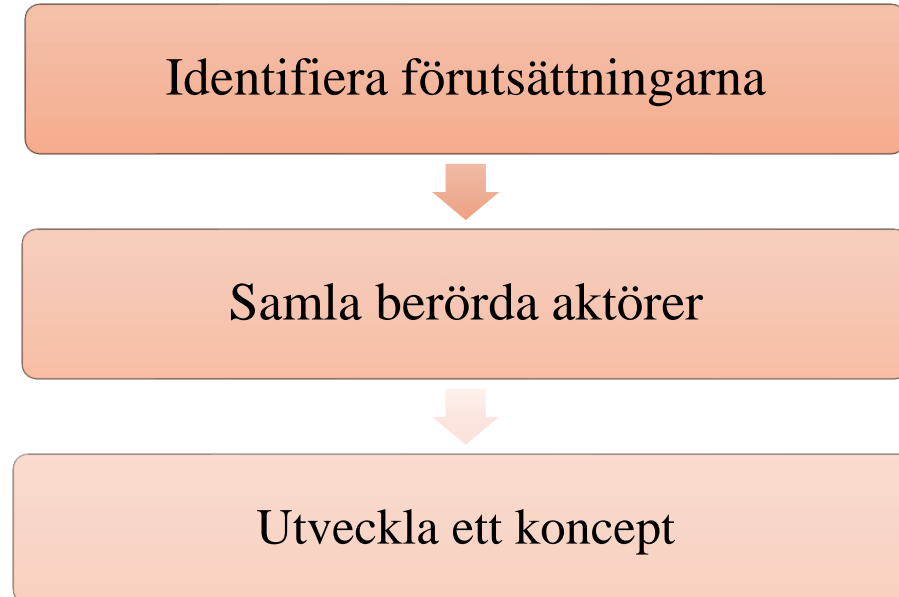 Identifiera förutsättningarna
Samla berörda aktörer
Utveckla ett koncept